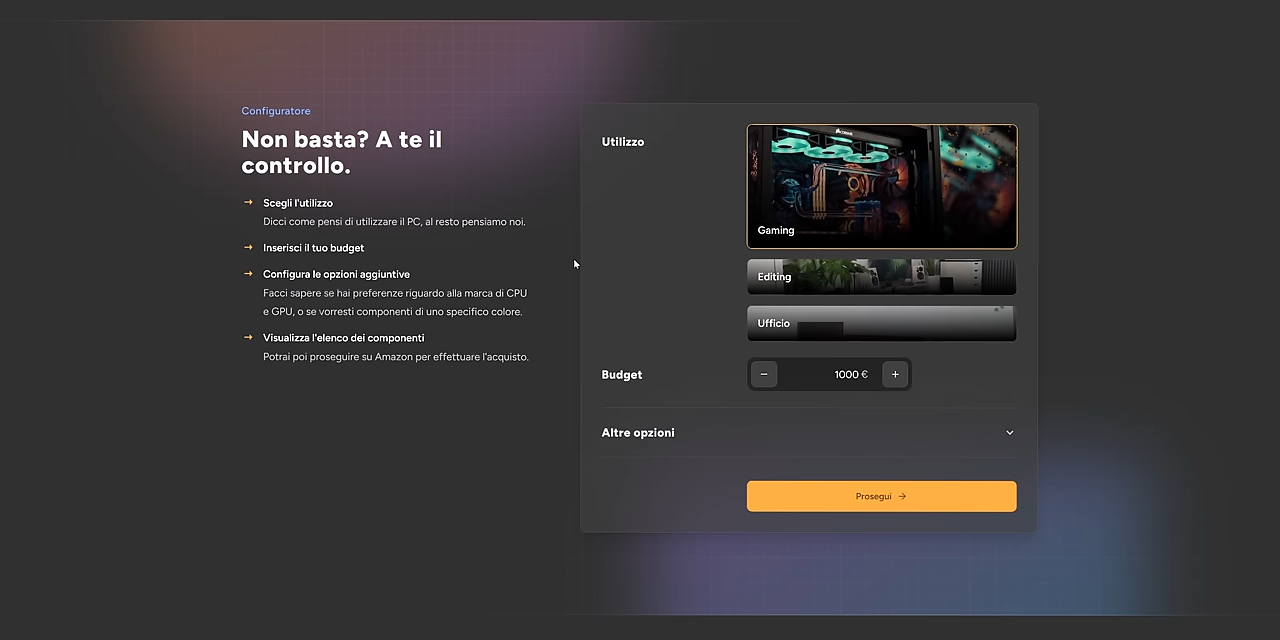 Configuratore
Non basta? A te il
controllo.
Scegli l'utilizzo
Dicci come pensi di utilizzare il PC, al resto pensiamo noi.
Inserisci il tuo budget
Configura le opzioni aggiuntive
Facci sapere se hai preferenze riguardo alla marca di CPU
e GPU, o se vorresti componenti di uno specifico colore.
Visualizza l'elenco dei componenti
Potrai poi proseguire su Amazon per effettuare l'acquisto.
Utilizzo
Gaming
Editing
Ufficio
Budget
− 1000 € +
Altre opzioni
Prosegui →